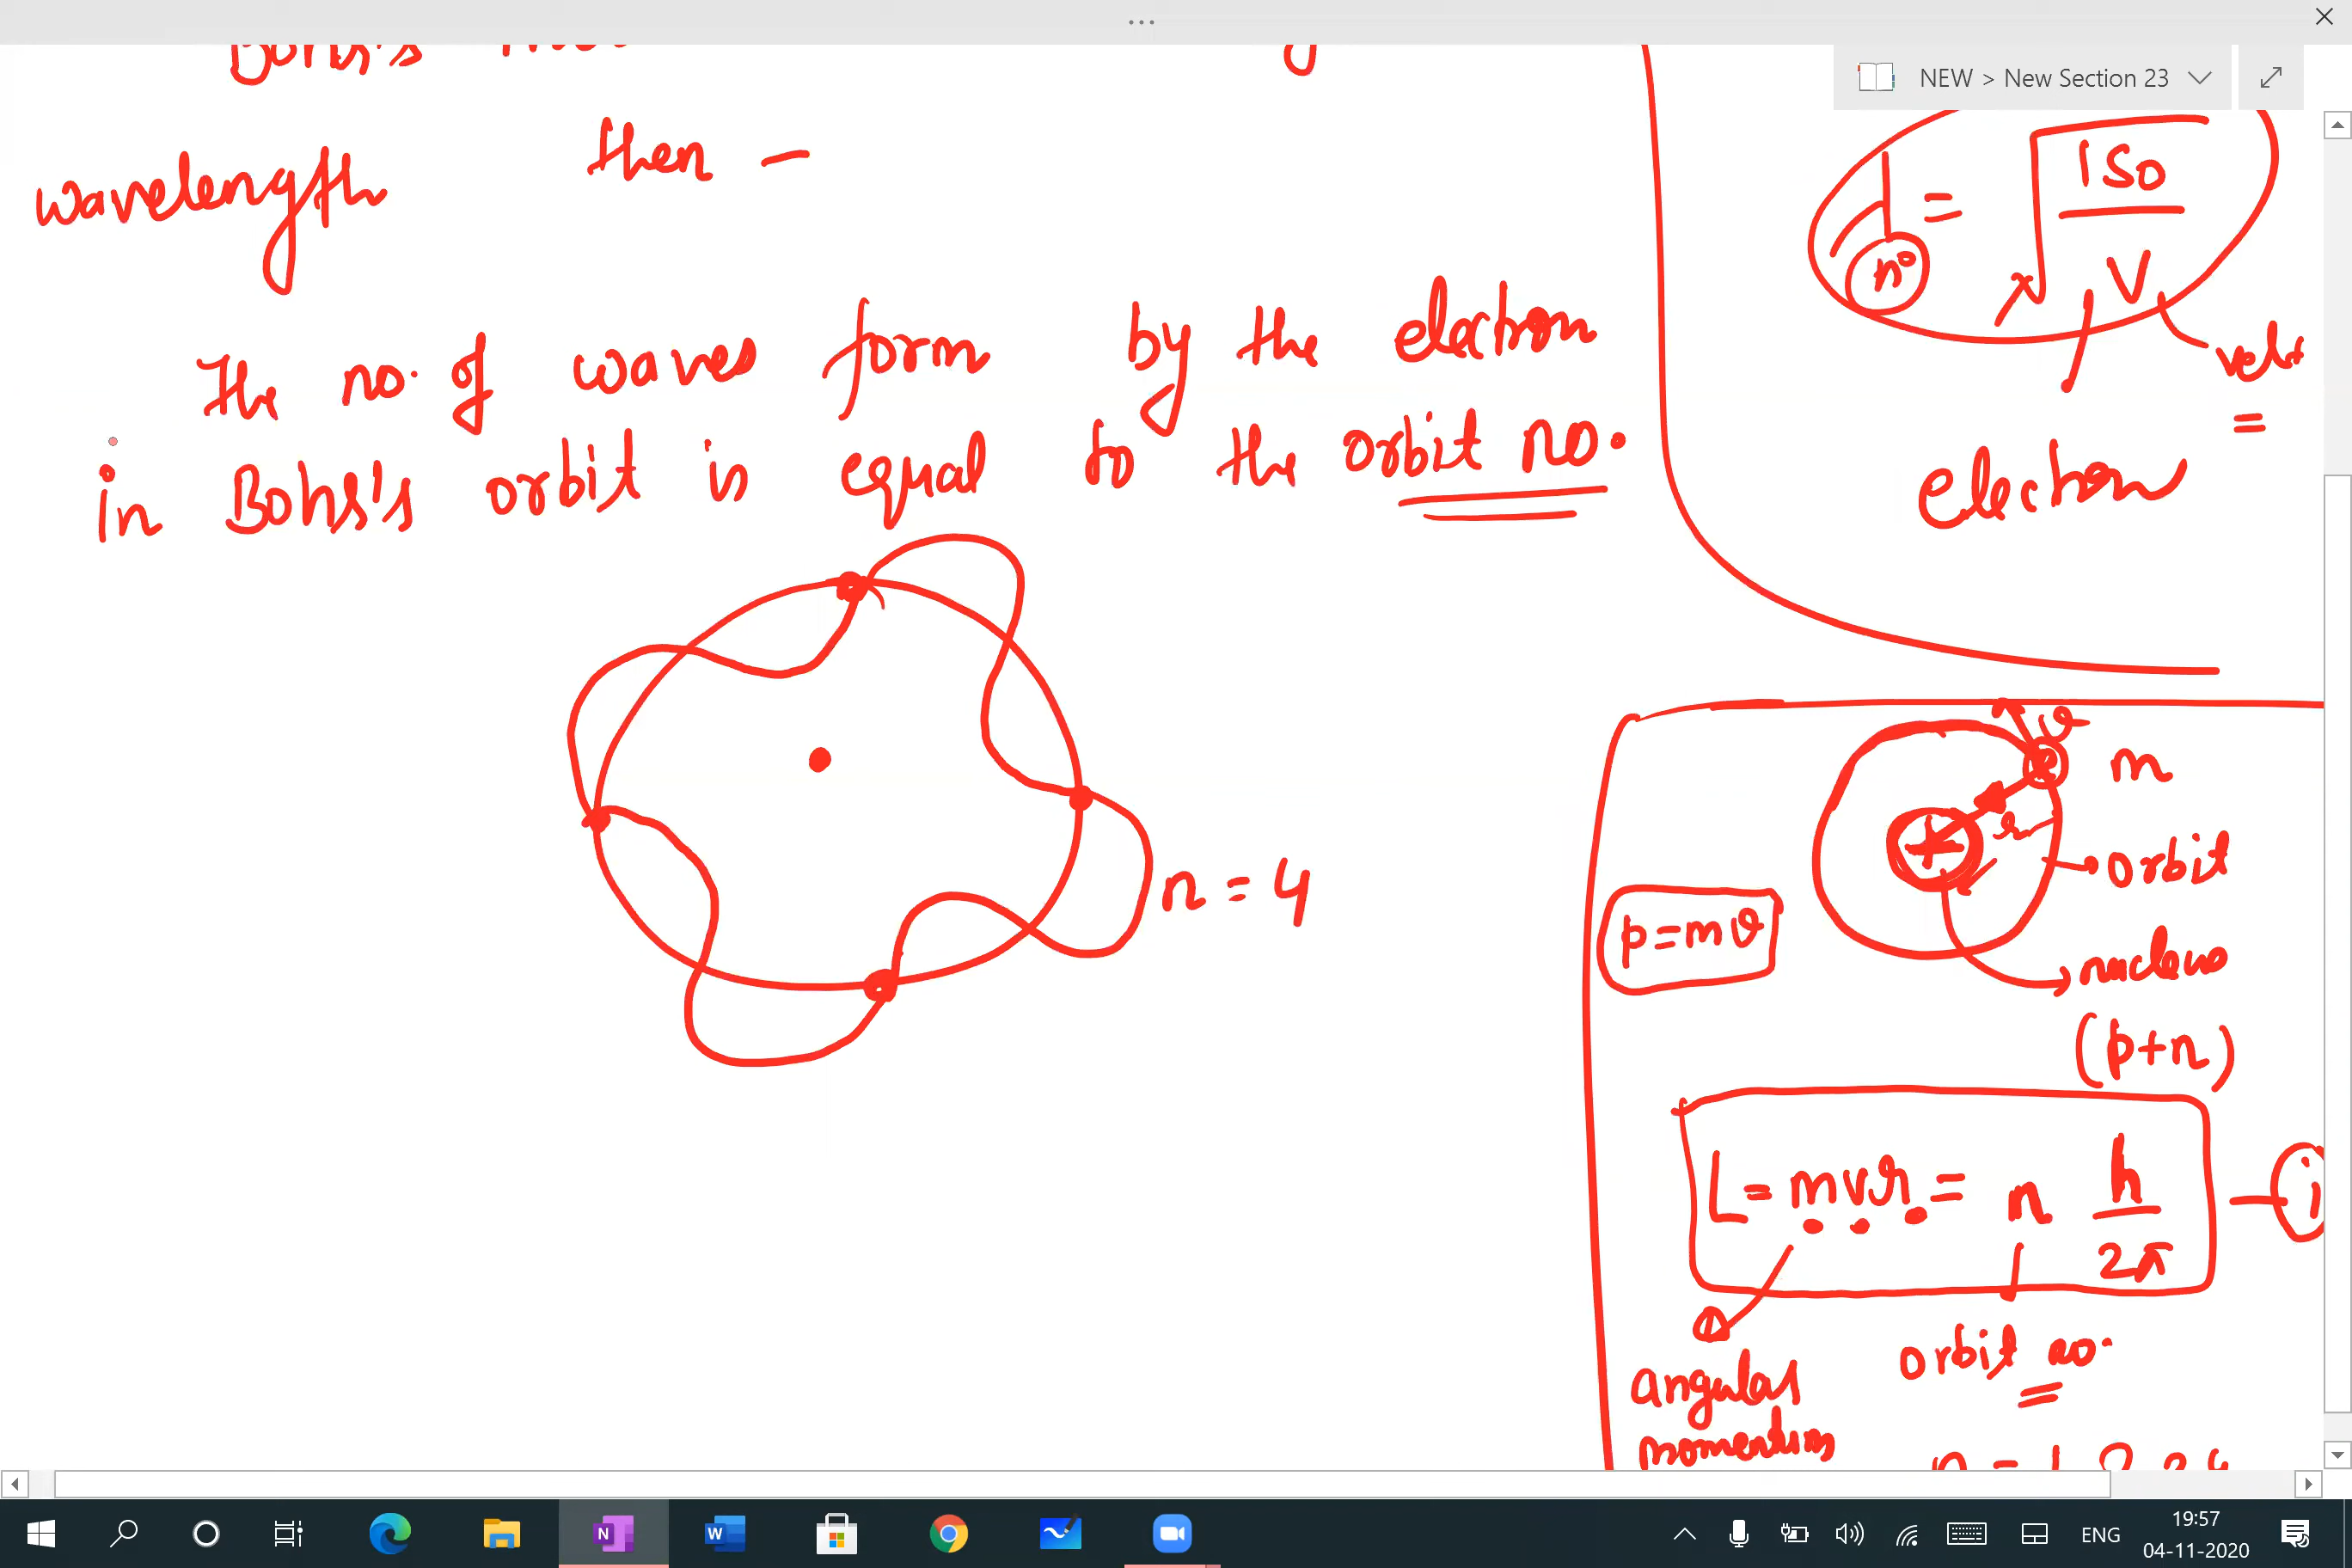 NEW > New Section 23
wavelength then -
The no. of waves form by the electron
in Bohr's orbit is equal to the orbit no.
n = 4
λ = √150/V
electron
m
orbit
p = mv
nucleus
(p+n)
L = mvr = n h/2π — (i
orbit no.
angular
momentum
ENG
19:57
04-11-2020